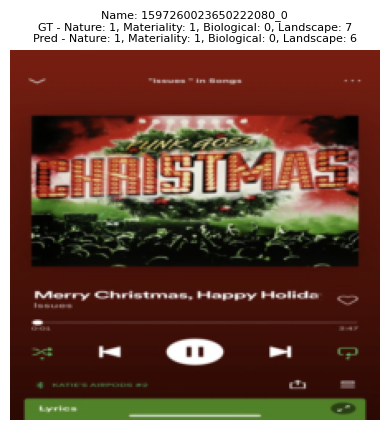 Name: 1597260023650222080_0
GT - Nature: 1, Materiality: 1, Biological: 0, Landscape: 7
Pred - Nature: 1, Materiality: 1, Biological: 0, Landscape: 6
"Issues " in Songs
PUNK GOES
CHRISTMAS
Merry Christmas, Happy Holida
Issues
0:01
3:47
KATIE'S AIRPODS #2
Lyrics